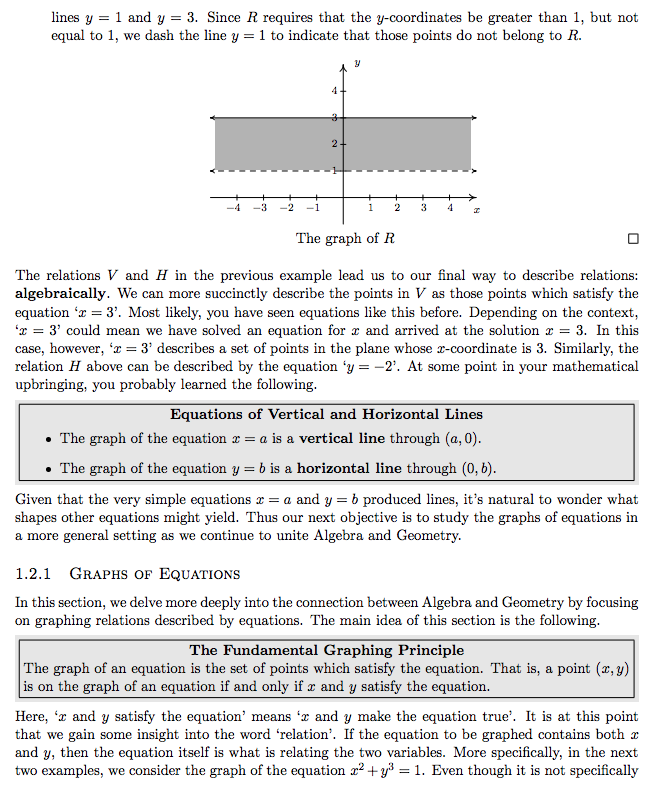 lines y = 1 and y = 3. Since R requires that the y-coordinates be greater than 1, but not
equal to 1, we dash the line y = 1 to indicate that those points do not belong to R.
y
4
3
2
1
−4 −3 −2 −1 1 2 3 4 x
The graph of R
The relations V and H in the previous example lead us to our final way to describe relations:
algebraically. We can more succinctly describe the points in V as those points which satisfy the
equation ‘x = 3’. Most likely, you have seen equations like this before. Depending on the context,
‘x = 3’ could mean we have solved an equation for x and arrived at the solution x = 3. In this
case, however, ‘x = 3’ describes a set of points in the plane whose x-coordinate is 3. Similarly, the
relation H above can be described by the equation ‘y = −2’. At some point in your mathematical
upbringing, you probably learned the following.
Equations of Vertical and Horizontal Lines
• The graph of the equation x = a is a vertical line through (a, 0).
• The graph of the equation y = b is a horizontal line through (0, b).
Given that the very simple equations x = a and y = b produced lines, it’s natural to wonder what
shapes other equations might yield. Thus our next objective is to study the graphs of equations in
a more general setting as we continue to unite Algebra and Geometry.
1.2.1 Graphs of Equations
In this section, we delve more deeply into the connection between Algebra and Geometry by focusing
on graphing relations described by equations. The main idea of this section is the following.
The Fundamental Graphing Principle
The graph of an equation is the set of points which satisfy the equation. That is, a point (x, y)
is on the graph of an equation if and only if x and y satisfy the equation.
Here, ‘x and y satisfy the equation’ means ‘x and y make the equation true’. It is at this point
that we gain some insight into the word ‘relation’. If the equation to be graphed contains both x
and y, then the equation itself is what is relating the two variables. More specifically, in the next
two examples, we consider the graph of the equation x² + y³ = 1. Even though it is not specifically